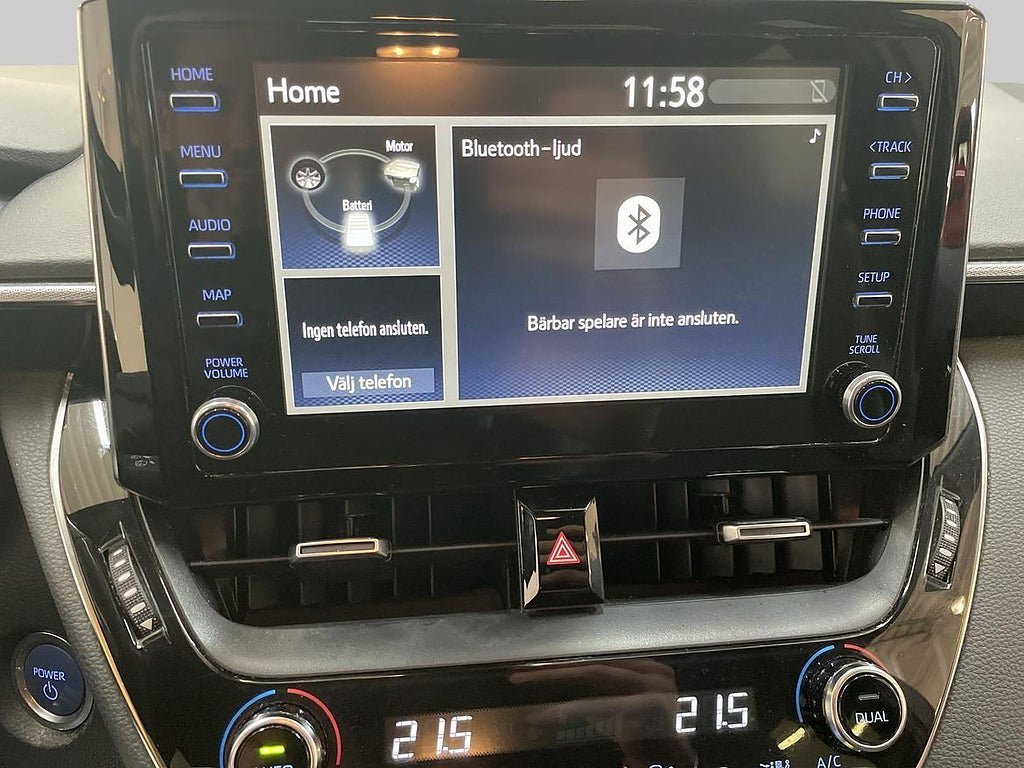 HOME
MENU
AUDIO
MAP
POWER
VOLUME
Home
11:58
Motor
Batteri
Ingen telefon ansluten.
Välj telefon
Bluetooth-ljud
Bärbar spelare är inte ansluten.
CH>
<TRACK
PHONE
SETUP
TUNE
SCROLL
POWER
21.5
21.5
AUTO
DUAL
A/C